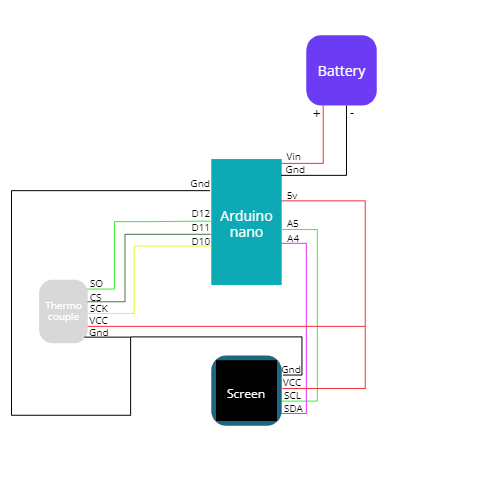 Battery
+ -
Vin
Gnd
Gnd
5v
D12
Arduino
nano
A5
D11
D10
A4
SO
CS
Thermo
couple
SCK
VCC
Gnd
Gnd
VCC
Screen
SCL
SDA